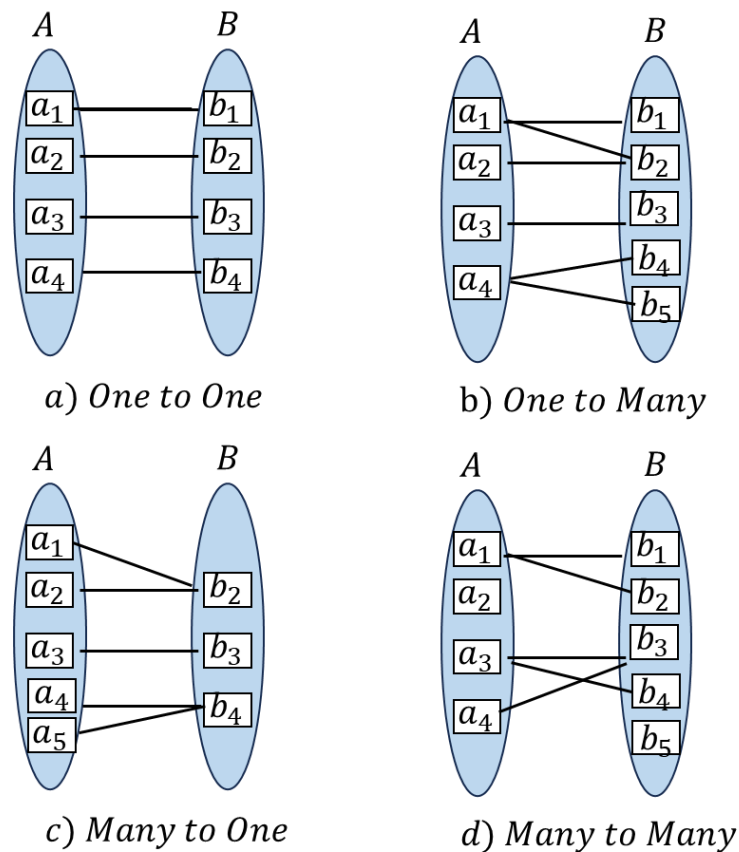 A B
a₁ b₁
a₂ b₂
a₃ b₃
a₄ b₄
a) One to One
A B
a₁ b₁
a₂ b₂
a₃ b₃
a₄ b₄
b₅
b) One to Many
A B
a₁
a₂ b₂
a₃ b₃
a₄ b₄
a₅
c) Many to One
A B
a₁ b₁
a₂ b₂
a₃ b₃
a₄ b₄
b₅
d) Many to Many